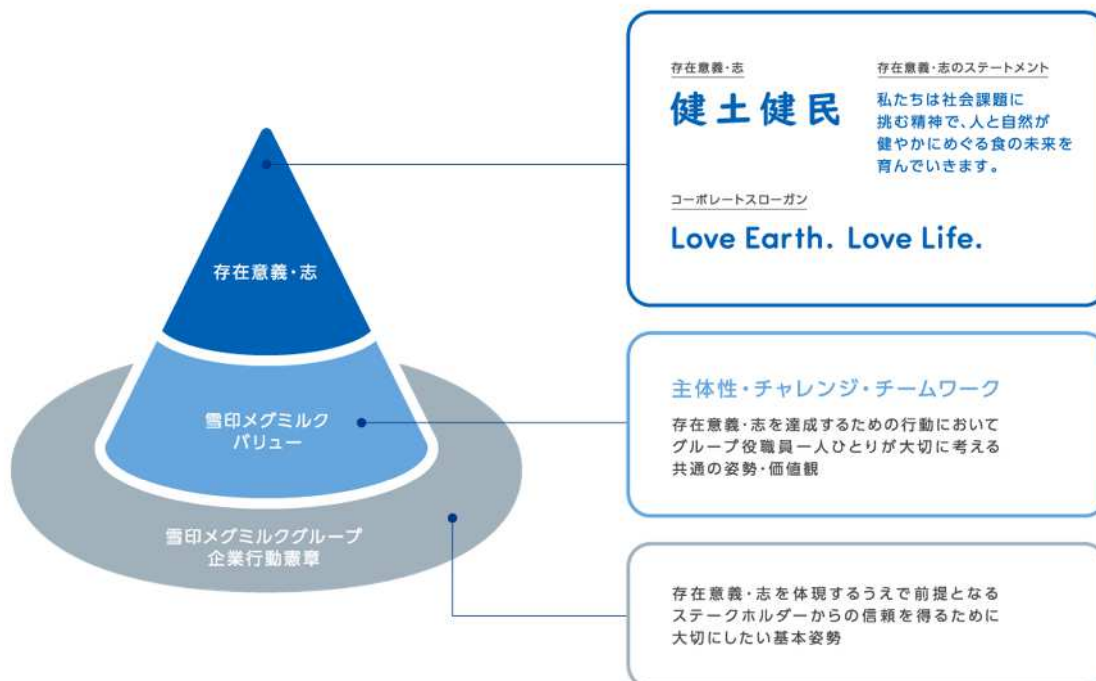 存在意義・志
雪印メグミルク
バリュー
雪印メグミルクグループ
企業行動憲章
存在意義・志
健土健民
存在意義・志のステートメント
私たちは社会課題に
挑む精神で、人と自然が
健やかにめぐる食の未来を
育んでいきます。
コーポレートスローガン
Love Earth. Love Life.
主体性・チャレンジ・チームワーク
存在意義・志を達成するための行動において
グループ役職員一人ひとりが大切に考える
共通の姿勢・価値観
存在意義・志を体現するうえで前提となる
ステークホルダーからの信頼を得るために
大切にしたい基本姿勢